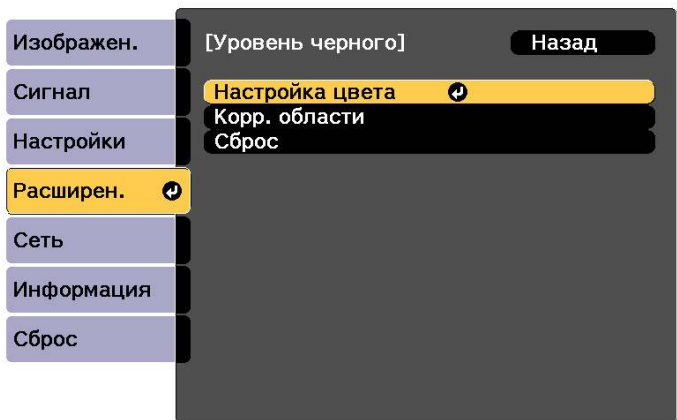 Изображен.
Сигнал
Настройки
Расширен.
Сеть
Информация
Сброс
[Уровень черного]
Назад
Настройка цвета
Корр. области
Сброс